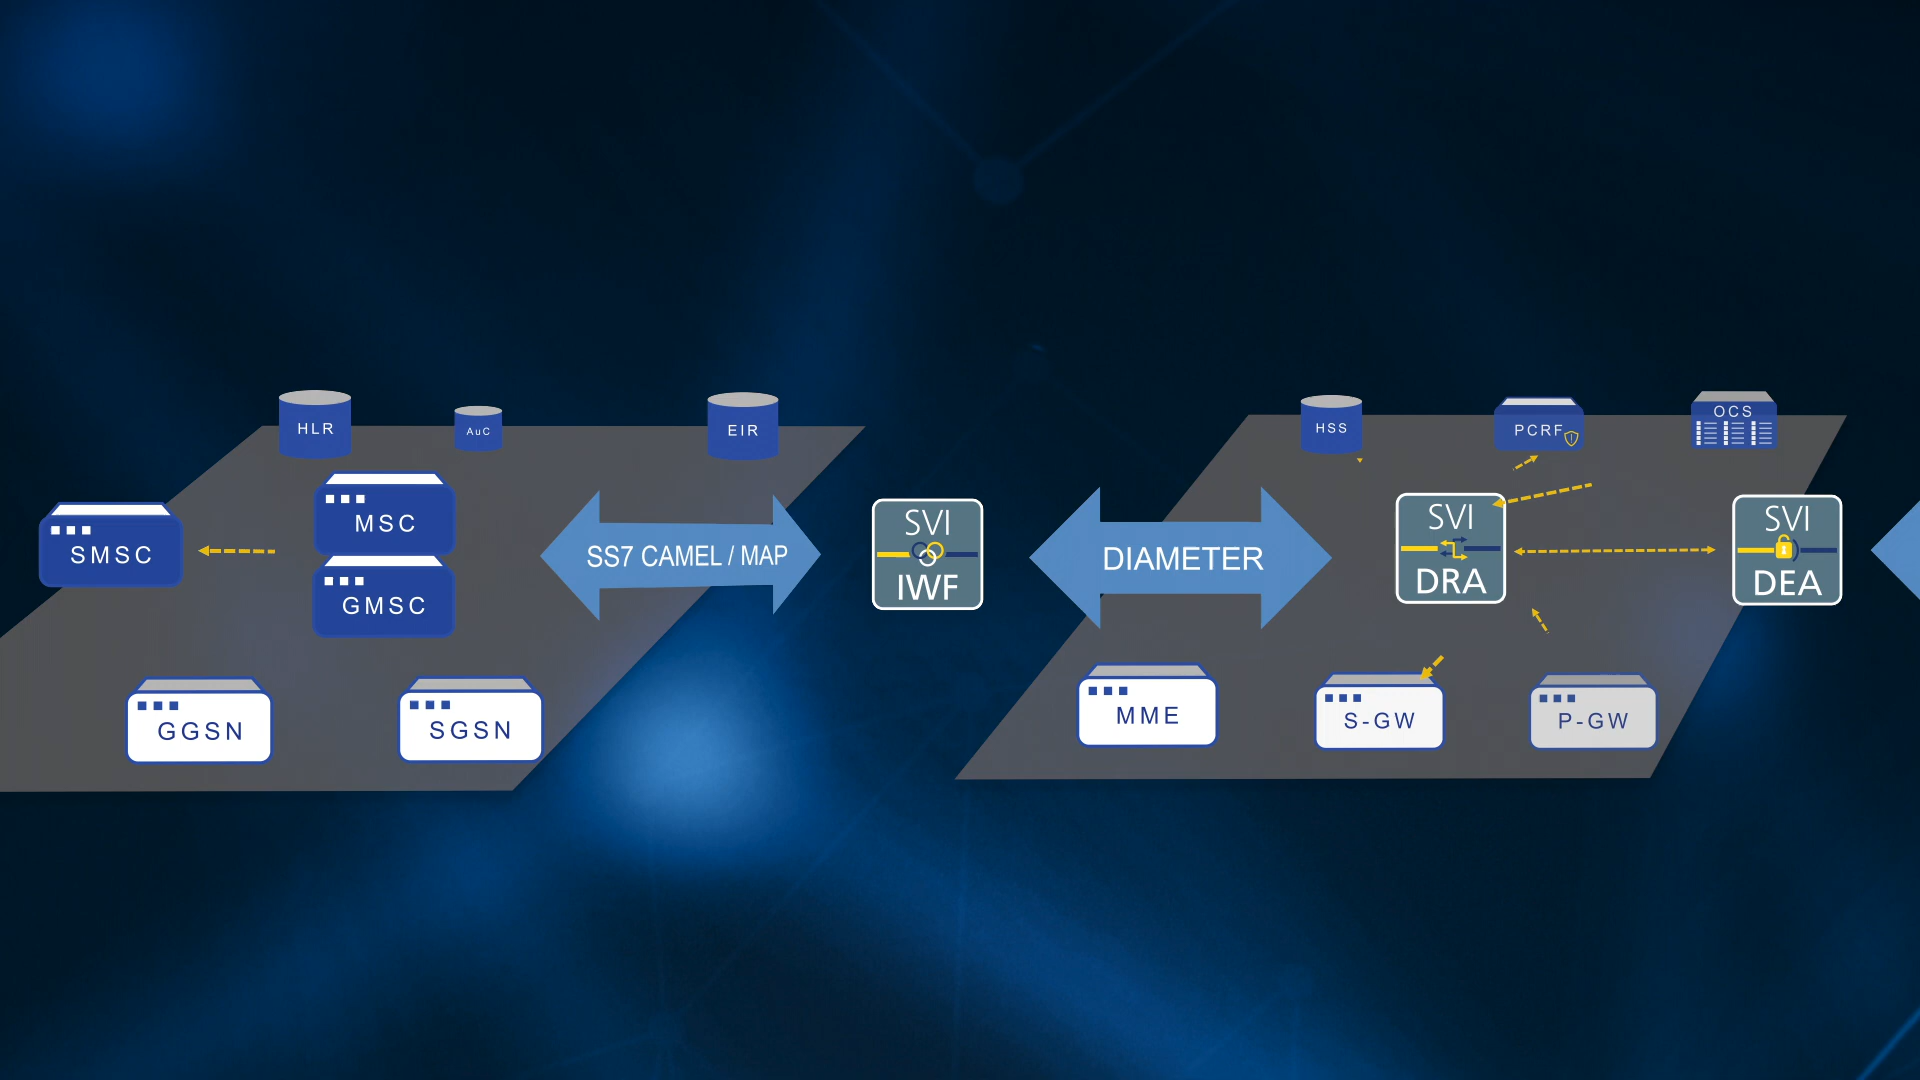 HLR
AuC
EIR
MSC
SMSC
GMSC
GGSN
SGSN
SS7 CAMEL / MAP
SVI
IWF
DIAMETER
HSS
PCRF
OCS
SVI
DRA
SVI
DEA
MME
S-GW
P-GW